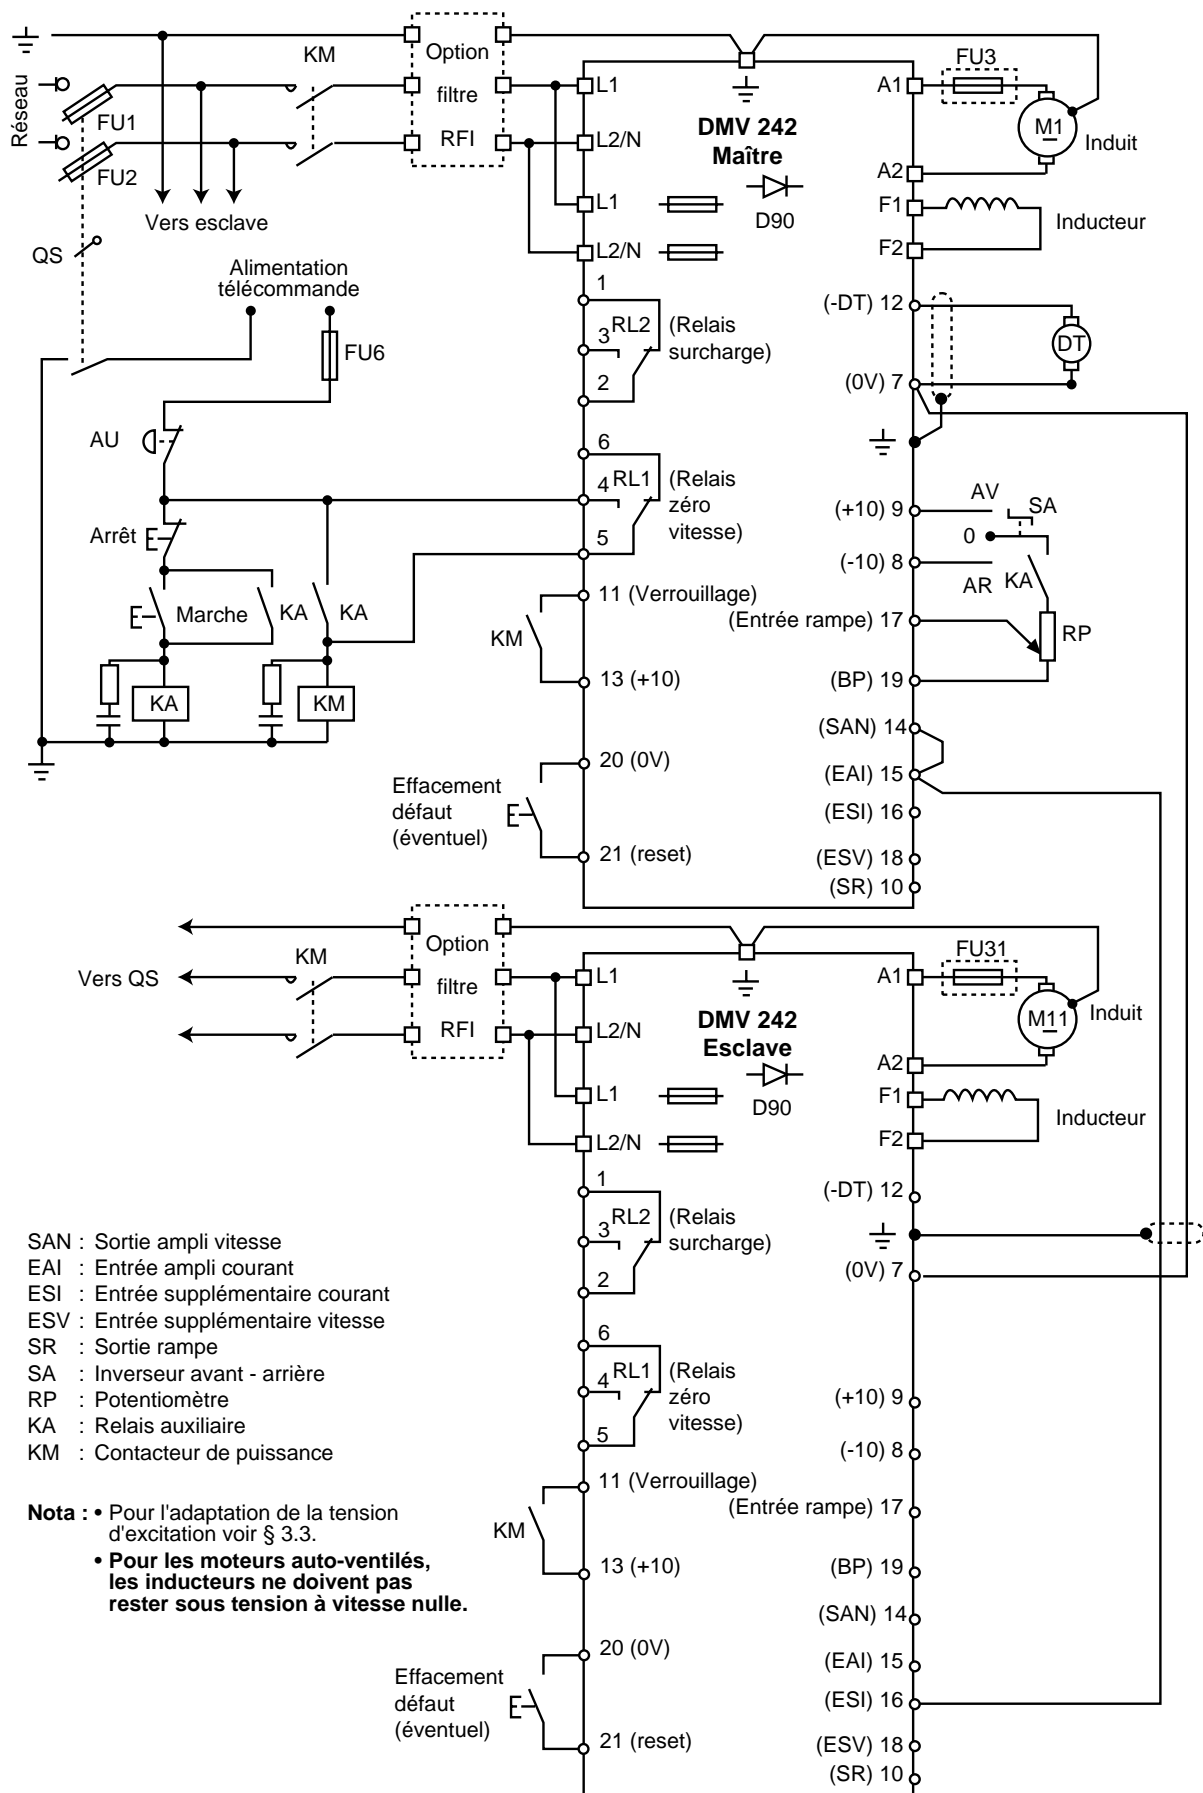 Réseau
FU1
FU2
KM
Option
filtre
RFI
Vers esclave
QS
Alimentation
télécommande
FU6
AU
Arrêt
Marche
KA
KA
KA
KM
L1
L2/N
L1
L2/N
DMV 242
Maître
D90
A1
FU3
M1
Induit
A2
F1
Inducteur
F2
1
3
RL2
(Relais
surcharge)
2
(-DT) 12
DT
(0V) 7
6
4
RL1
(Relais
zéro
vitesse)
5
(+10) 9
AV
SA
0
(-10) 8
AR
KA
11 (Verrouillage)
(Entrée rampe) 17
RP
KM
13 (+10)
(BP) 19
(SAN) 14
20 (0V)
(EAI) 15
Effacement
défaut
(éventuel)
(ESI) 16
21 (reset)
(ESV) 18
(SR) 10
Vers QS
KM
Option
filtre
RFI
L1
L2/N
L1
L2/N
DMV 242
Esclave
D90
A1
FU31
M11
Induit
A2
F1
Inducteur
F2
1
3
RL2
(Relais
surcharge)
2
(-DT) 12
(0V) 7
SAN : Sortie ampli vitesse
EAI : Entrée ampli courant
ESI : Entrée supplémentaire courant
ESV : Entrée supplémentaire vitesse
SR : Sortie rampe
SA : Inverseur avant - arrière
RP : Potentiomètre
KA : Relais auxiliaire
KM : Contacteur de puissance
6
4
RL1
(Relais
zéro
vitesse)
5
(+10) 9
(-10) 8
11 (Verrouillage)
(Entrée rampe) 17
KM
13 (+10)
(BP) 19
(SAN) 14
Nota : • Pour l'adaptation de la tension
d'excitation voir § 3.3.
• Pour les moteurs auto-ventilés,
les inducteurs ne doivent pas
rester sous tension à vitesse nulle.
20 (0V)
(EAI) 15
Effacement
défaut
(éventuel)
(ESI) 16
21 (reset)
(ESV) 18
(SR) 10